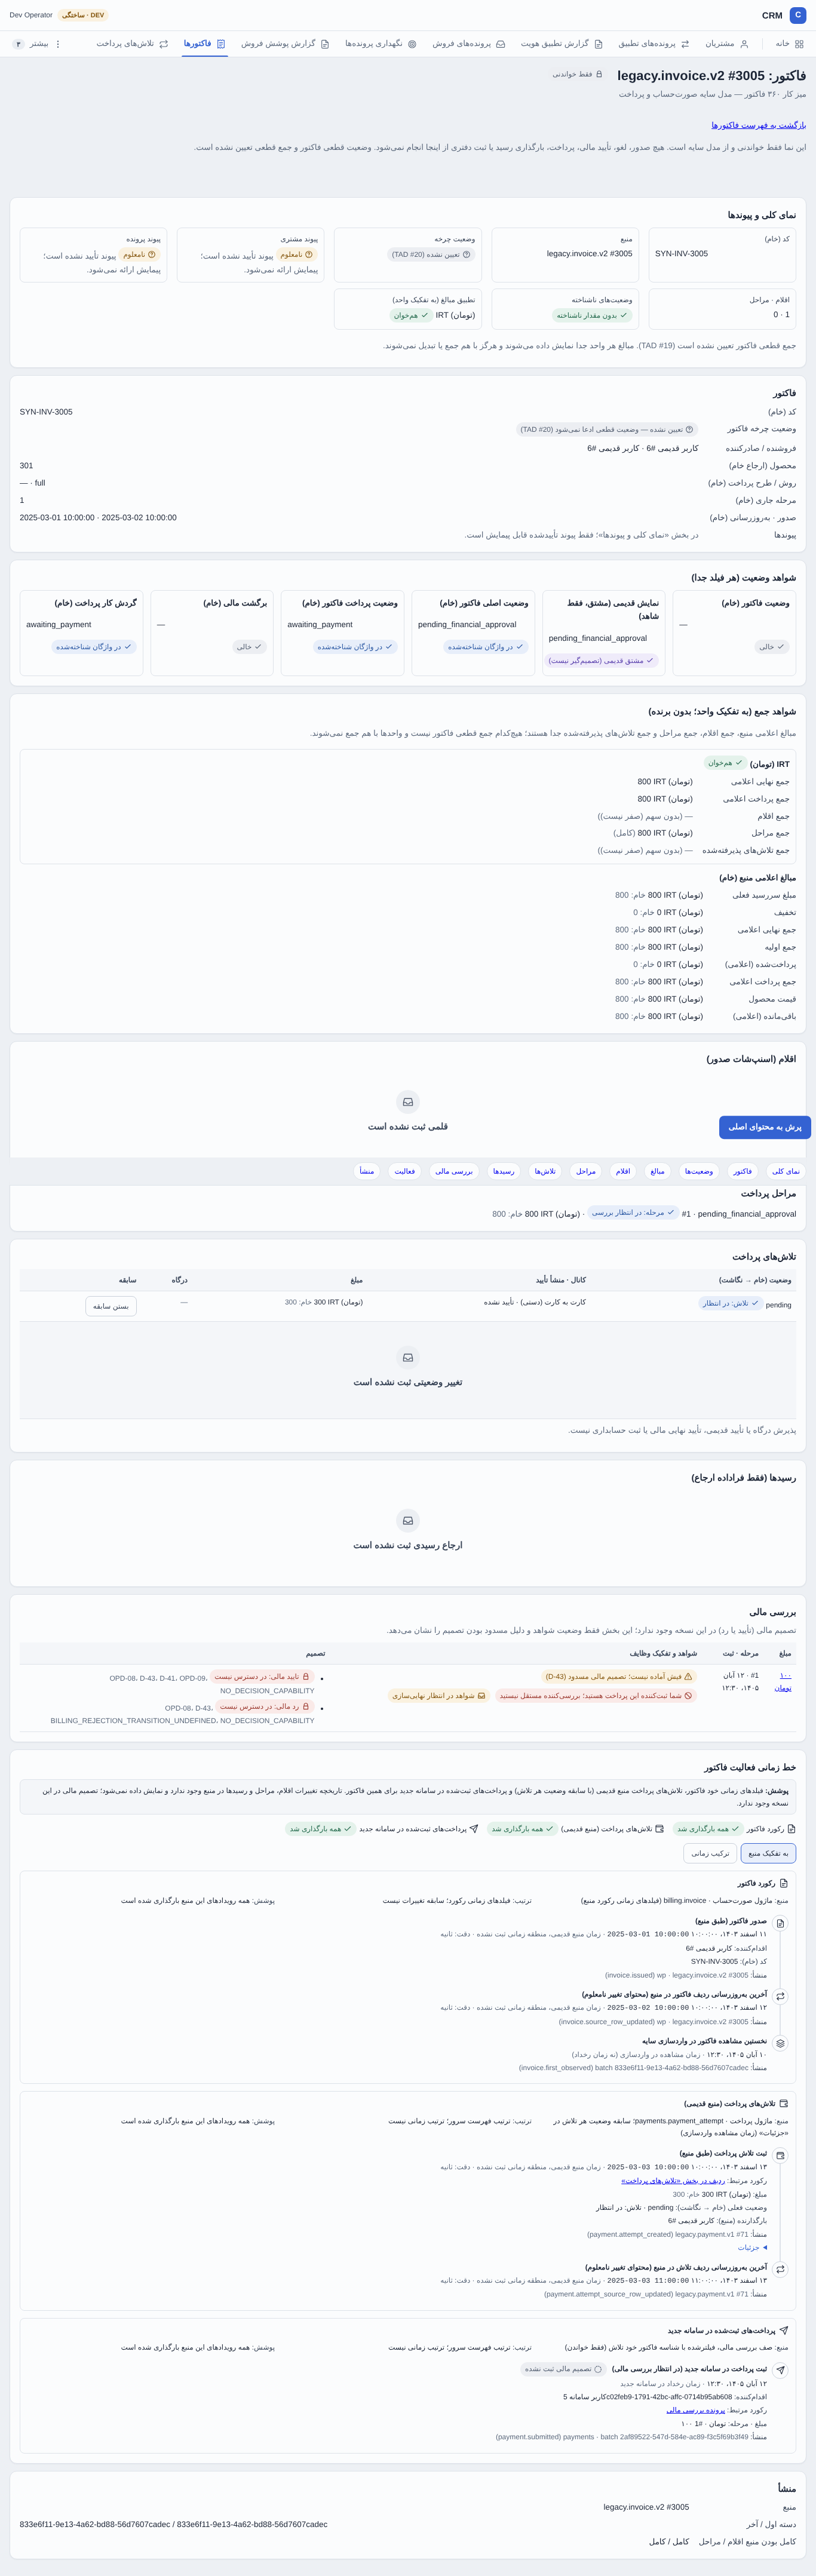 C
CRM
DEV · ساختگی
Dev Operator
خانه
مشتریان
پرونده‌های تطبیق
گزارش تطبیق هویت
پرونده‌های فروش
نگهداری پرونده‌ها
گزارش پوشش فروش
فاکتورها
تلاش‌های پرداخت
بیشتر
۴
فاکتور: legacy.invoice.v2 #3005
فقط خواندنی
میز کار ۳۶۰ فاکتور — مدل سایه صورت‌حساب و پرداخت
بازگشت به فهرست فاکتورها
این نما فقط خواندنی و از مدل سایه است. هیچ صدور، لغو، تأیید مالی، پرداخت، بارگذاری رسید یا ثبت دفتری از اینجا انجام نمی‌شود. وضعیت قطعی فاکتور و جمع قطعی تعیین نشده است.
نمای کلی و پیوندها
کد (خام)
SYN-INV-3005
منبع
legacy.invoice.v2 #3005
وضعیت چرخه
تعیین نشده (TAD #20)
پیوند مشتری
نامعلوم پیوند تأیید نشده است؛
پیمایش ارائه نمی‌شود.
پیوند پرونده
نامعلوم پیوند تأیید نشده است؛
پیمایش ارائه نمی‌شود.
اقلام · مراحل
0 · 1
وضعیت‌های ناشناخته
بدون مقدار ناشناخته
تطبیق مبالغ (به تفکیک واحد)
IRT (تومان) هم‌خوان
جمع قطعی فاکتور تعیین نشده است (TAD #19). مبالغ هر واحد جدا نمایش داده می‌شوند و هرگز با هم جمع یا تبدیل نمی‌شوند.
فاکتور
کد (خام)
SYN-INV-3005
وضعیت چرخه فاکتور
تعیین نشده — وضعیت قطعی ادعا نمی‌شود (TAD #20)
فروشنده / صادرکننده
کاربر قدیمی #6 · کاربر قدیمی #6
محصول (ارجاع خام)
301
روش / طرح پرداخت (خام)
— · full
مرحله جاری (خام)
1
صدور · به‌روزرسانی (خام)
2025-03-01 10:00:00 · 2025-03-02 10:00:00
پیوندها
در بخش «نمای کلی و پیوندها»؛ فقط پیوند تأییدشده قابل پیمایش است.
شواهد وضعیت (هر فیلد جدا)
وضعیت فاکتور (خام)
—
خالی
نمایش قدیمی (مشتق، فقط شاهد)
pending_financial_approval
مشتق قدیمی (تصمیم‌گیر نیست)
وضعیت اصلی فاکتور (خام)
pending_financial_approval
در واژگان شناخته‌شده
وضعیت پرداخت فاکتور (خام)
awaiting_payment
در واژگان شناخته‌شده
برگشت مالی (خام)
—
خالی
گردش کار پرداخت (خام)
awaiting_payment
در واژگان شناخته‌شده
شواهد جمع (به تفکیک واحد؛ بدون برنده)
مبالغ اعلامی منبع، جمع اقلام، جمع مراحل و جمع تلاش‌های پذیرفته‌شده جدا هستند؛ هیچ‌کدام جمع قطعی فاکتور نیست و واحدها با هم جمع نمی‌شوند.
IRT (تومان) هم‌خوان
جمع نهایی اعلامی
800 IRT (تومان)
جمع پرداخت اعلامی
800 IRT (تومان)
جمع اقلام
— (بدون سهم (صفر نیست))
جمع مراحل
800 IRT (تومان) (کامل)
جمع تلاش‌های پذیرفته‌شده
— (بدون سهم (صفر نیست))
مبالغ اعلامی منبع (خام)
مبلغ سررسید فعلی
800 IRT (تومان) خام: 800
تخفیف
0 IRT (تومان) خام: 0
جمع نهایی اعلامی
800 IRT (تومان) خام: 800
جمع اولیه
800 IRT (تومان) خام: 800
پرداخت‌شده (اعلامی)
0 IRT (تومان) خام: 0
جمع پرداخت اعلامی
800 IRT (تومان) خام: 800
قیمت محصول
800 IRT (تومان) خام: 800
باقی‌مانده (اعلامی)
800 IRT (تومان) خام: 800
اقلام (اسنپ‌شات صدور)
قلمی ثبت نشده است
پرش به محتوای اصلی
نمای کلی
فاکتور
وضعیت‌ها
مبالغ
اقلام
مراحل
تلاش‌ها
رسیدها
بررسی مالی
فعالیت
منشأ
مراحل پرداخت
#1 · pending_financial_approval مرحله: در انتظار بررسی · 800 IRT (تومان) خام: 800
تلاش‌های پرداخت
وضعیت (خام → نگاشت)
کانال · منشأ تأیید
مبلغ
درگاه
سابقه
pending تلاش: در انتظار
کارت به کارت (دستی) · تأیید نشده
300 IRT (تومان) خام: 300
—
بستن سابقه
تغییر وضعیتی ثبت نشده است
پذیرش درگاه یا تأیید قدیمی، تأیید نهایی مالی یا ثبت حسابداری نیست.
رسیدها (فقط فراداده ارجاع)
ارجاع رسیدی ثبت نشده است
بررسی مالی
تصمیم مالی (تأیید یا رد) در این نسخه وجود ندارد؛ این بخش فقط وضعیت شواهد و دلیل مسدود بودن تصمیم را نشان می‌دهد.
مبلغ
مرحله · ثبت
شواهد و تفکیک وظایف
تصمیم
۱۰۰ تومان
#1 · ۱۲ آبان ۱۴۰۵، ۱۲:۳۰
فیش آماده نیست؛ تصمیم مالی مسدود (D-43)
شما ثبت‌کننده این پرداخت هستید؛ بررسی‌کننده مستقل نیستید
شواهد در انتظار نهایی‌سازی
تایید مالی: در دسترس نیست OPD-08، D-43، D-41، OPD-09، NO_DECISION_CAPABILITY
رد مالی: در دسترس نیست OPD-08، D-43، BILLING_REJECTION_TRANSITION_UNDEFINED، NO_DECISION_CAPABILITY
خط زمانی فعالیت فاکتور
پوشش: فیلدهای زمانی خود فاکتور، تلاش‌های پرداخت منبع قدیمی (با سابقه وضعیت هر تلاش) و پرداخت‌های ثبت‌شده در سامانه جدید برای همین فاکتور. تاریخچه تغییرات اقلام، مراحل و رسیدها در منبع وجود ندارد و نمایش داده نمی‌شود؛ تصمیم مالی در این نسخه وجود ندارد.
رکورد فاکتور همه بارگذاری شد
تلاش‌های پرداخت (منبع قدیمی) همه بارگذاری شد
پرداخت‌های ثبت‌شده در سامانه جدید همه بارگذاری شد
به تفکیک منبع
ترکیب زمانی
رکورد فاکتور
منبع: ماژول صورت‌حساب · billing.invoice (فیلدهای زمانی رکورد منبع)
ترتیب: فیلدهای زمانی رکورد؛ سابقه تغییرات نیست
پوشش: همه رویدادهای این منبع بارگذاری شده است
صدور فاکتور (طبق منبع)
۱۱ اسفند ۱۴۰۳، ۱۰:۰۰:۰۰ 2025-03-01 10:00:00 · زمان منبع قدیمی، منطقه زمانی ثبت نشده · دقت: ثانیه
اقدام‌کننده: کاربر قدیمی #6
کد (خام): SYN-INV-3005
منشأ: wp · legacy.invoice.v2 #3005 (invoice.issued)
آخرین به‌روزرسانی ردیف فاکتور در منبع (محتوای تغییر نامعلوم)
۱۲ اسفند ۱۴۰۳، ۱۰:۰۰:۰۰ 2025-03-02 10:00:00 · زمان منبع قدیمی، منطقه زمانی ثبت نشده · دقت: ثانیه
منشأ: wp · legacy.invoice.v2 #3005 (invoice.source_row_updated)
نخستین مشاهده فاکتور در واردسازی سایه
۱۰ آبان ۱۴۰۵، ۱۲:۳۰ · زمان مشاهده در واردسازی (نه زمان رخداد)
منشأ: batch 833e6f11-9e13-4a62-bd88-56d7607cadec (invoice.first_observed)
تلاش‌های پرداخت (منبع قدیمی)
منبع: ماژول پرداخت · payments.payment_attempt؛ سابقه وضعیت هر تلاش در «جزئیات» (زمان مشاهده واردسازی)
ترتیب: ترتیب فهرست سرور؛ ترتیب زمانی نیست
پوشش: همه رویدادهای این منبع بارگذاری شده است
ثبت تلاش پرداخت (طبق منبع)
۱۳ اسفند ۱۴۰۳، ۱۰:۰۰:۰۰ 2025-03-03 10:00:00 · زمان منبع قدیمی، منطقه زمانی ثبت نشده · دقت: ثانیه
رکورد مرتبط: ردیف در بخش «تلاش‌های پرداخت»
مبلغ: 300 IRT (تومان) خام: 300
وضعیت فعلی (خام → نگاشت): pending · تلاش: در انتظار
بارگذارنده (منبع): کاربر قدیمی #6
منشأ: legacy.payment.v1 #71 (payment.attempt_created)
جزئیات
آخرین به‌روزرسانی ردیف تلاش در منبع (محتوای تغییر نامعلوم)
۱۳ اسفند ۱۴۰۳، ۱۱:۰۰:۰۰ 2025-03-03 11:00:00 · زمان منبع قدیمی، منطقه زمانی ثبت نشده · دقت: ثانیه
منشأ: legacy.payment.v1 #71 (payment.attempt_source_row_updated)
پرداخت‌های ثبت‌شده در سامانه جدید
منبع: صف بررسی مالی، فیلترشده با شناسه فاکتور خود تلاش (فقط خواندن)
ترتیب: ترتیب فهرست سرور؛ ترتیب زمانی نیست
پوشش: همه رویدادهای این منبع بارگذاری شده است
ثبت پرداخت در سامانه جدید (در انتظار بررسی مالی) تصمیم مالی ثبت نشده
۱۲ آبان ۱۴۰۵، ۱۲:۳۰ · زمان رخداد در سامانه جدید
اقدام‌کننده: c02feb9-1791-42bc-affc-0714b95ab608کاربر سامانه 5
رکورد مرتبط: پرونده بررسی مالی
مبلغ · مرحله: تومان · #1 ۱۰۰
منشأ: payments · batch 2af89522-547d-584e-ac89-f3c5f69b3f49 (payment.submitted)
منشأ
منبع
legacy.invoice.v2 #3005
دسته اول / آخر
833e6f11-9e13-4a62-bd88-56d7607cadec / 833e6f11-9e13-4a62-bd88-56d7607cadec
کامل بودن منبع اقلام / مراحل
کامل / کامل